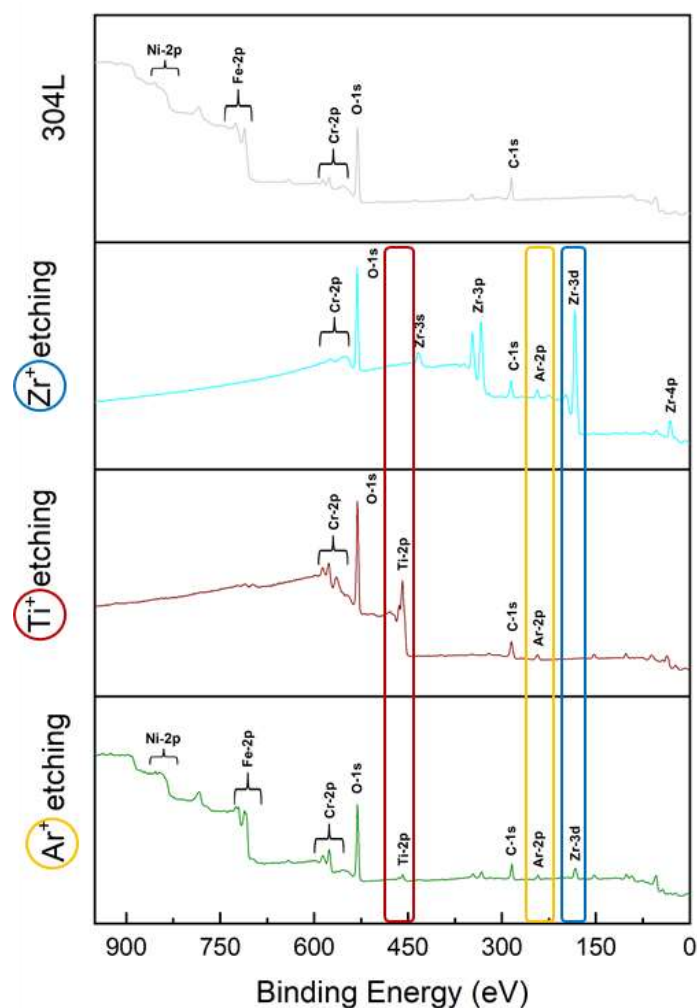 304L
Ni-2p
Fe-2p
Cr-2p
O-1s
C-1s
Zr⁺ etching
Cr-2p
O-1s
Zr-3s
Zr-3p
C-1s
Ar-2p
Zr-3d
Zr-4p
Ti⁺ etching
Cr-2p
O-1s
Ti-2p
C-1s
Ar-2p
Ar⁺ etching
Ni-2p
Fe-2p
Cr-2p
O-1s
Ti-2p
C-1s
Ar-2p
Zr-3d
900 750 600 450 300 150 0
Binding Energy (eV)